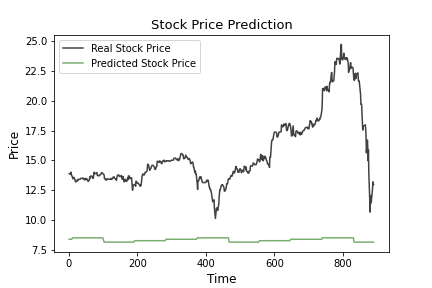 Stock Price Prediction
Real Stock Price
Predicted Stock Price
Price
25.0
22.5
20.0
17.5
15.0
12.5
10.0
7.5
0 200 400 600 800
Time